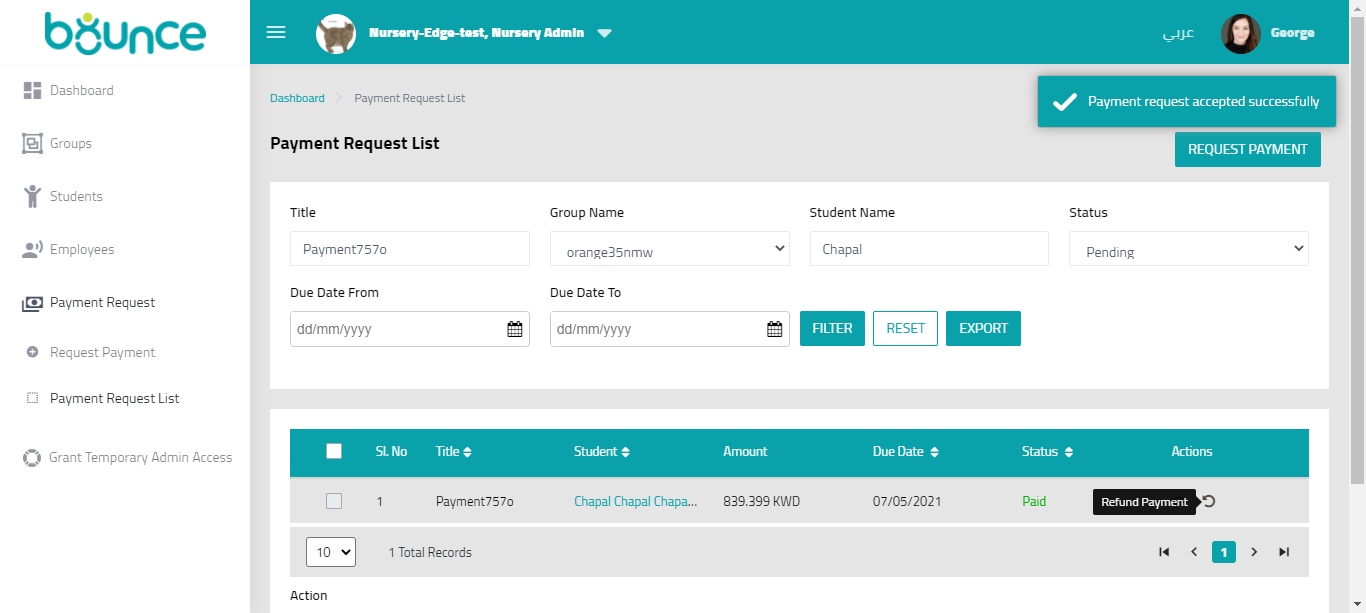 bounce
Nursery-Edge-test, Nursery Admin
عربي
George
Dashboard
Groups
Students
Employees
Payment Request
Request Payment
Payment Request List
Grant Temporary Admin Access
Dashboard
Payment Request List
Payment request accepted successfully
Payment Request List
REQUEST PAYMENT
Title
Group Name
Student Name
Status
Payment757o
orange35nmw
Chapal
Pending
Due Date From
Due Date To
dd/mm/yyyy
dd/mm/yyyy
FILTER
RESET
EXPORT
Sl. No
Title
Student
Amount
Due Date
Status
Actions
1
Payment757o
Chapal Chapal Chapa...
839.399 KWD
07/05/2021
Paid
Refund Payment
10
1 Total Records
1
Action